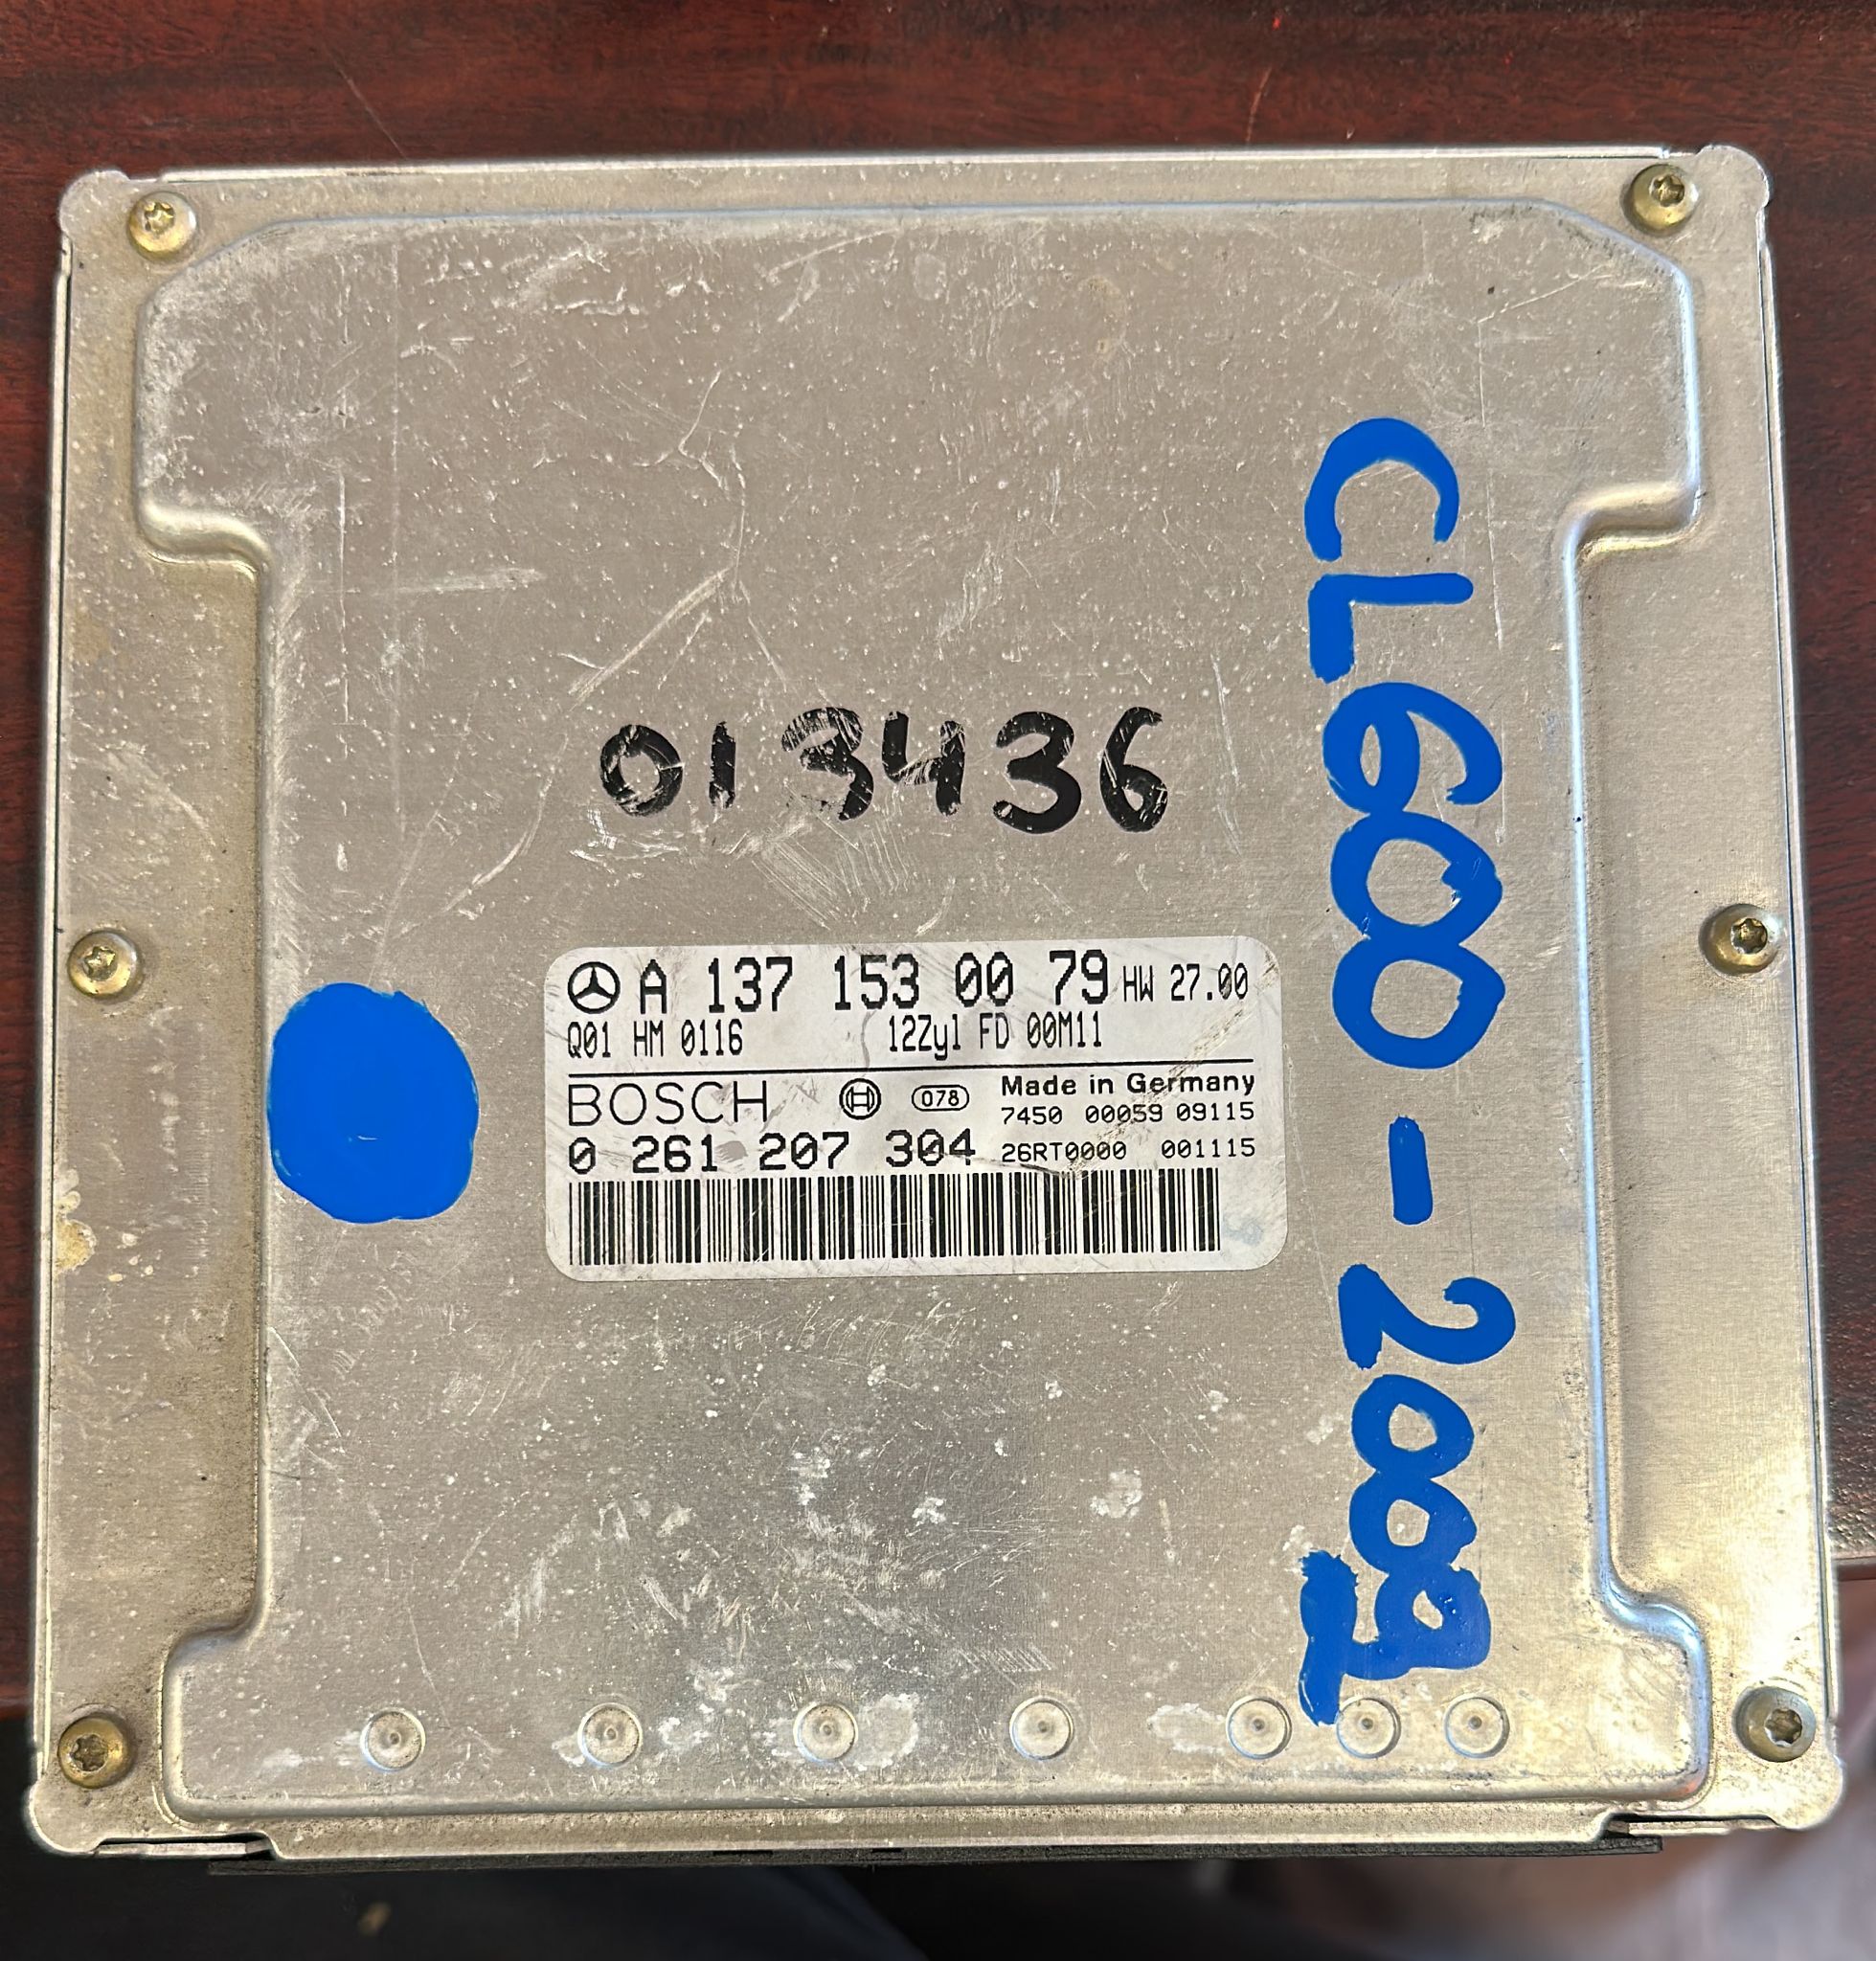 013436
A 137 153 00 79 HW 27.00
Q01 HM 0116 12Zyl FD 00M11
BOSCH 078 Made in Germany
7450 00059 09115
0 261 207 304 26RT0000 001115
CL600-2002